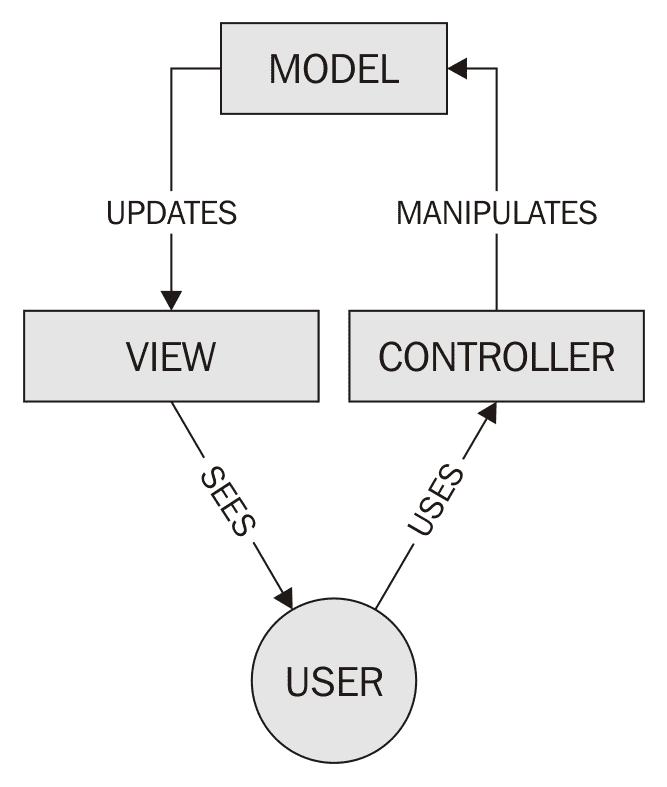 MODEL
UPDATES
MANIPULATES
VIEW
CONTROLLER
SEES
USES
USER